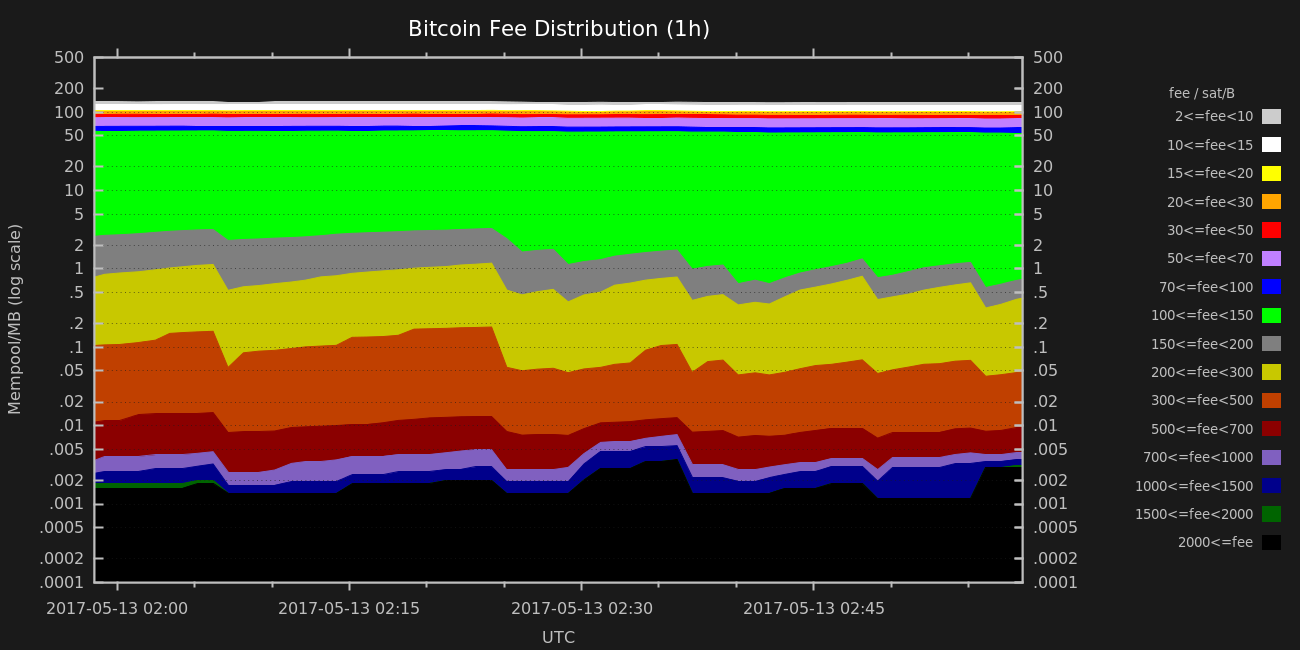 Bitcoin Fee Distribution (1h)
Mempool/MB (log scale)
500
200
100
50
20
10
5
2
1
.5
.2
.1
.05
.02
.01
.005
.002
.001
.0005
.0002
.0001
500
200
100
50
20
10
5
2
1
.5
.2
.1
.05
.02
.01
.005
.002
.001
.0005
.0002
.0001
2017-05-13 02:00 2017-05-13 02:15 2017-05-13 02:30 2017-05-13 02:45
UTC
fee / sat/B
2<=fee<10
10<=fee<15
15<=fee<20
20<=fee<30
30<=fee<50
50<=fee<70
70<=fee<100
100<=fee<150
150<=fee<200
200<=fee<300
300<=fee<500
500<=fee<700
700<=fee<1000
1000<=fee<1500
1500<=fee<2000
2000<=fee